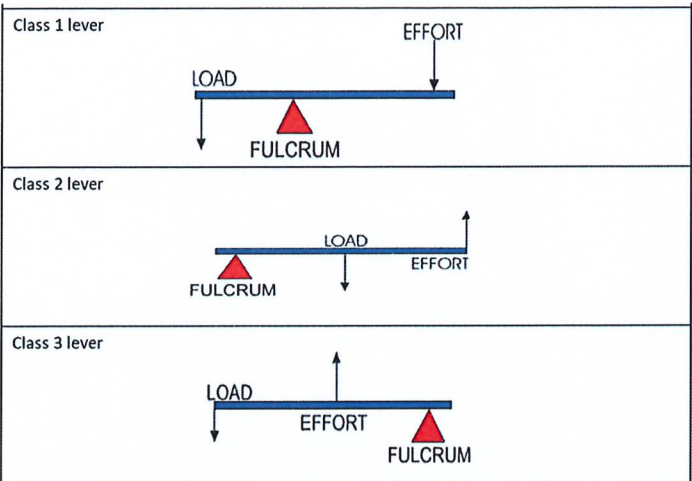 Class 1 lever
EFFORT
LOAD
FULCRUM
Class 2 lever
LOAD
EFFORT
FULCRUM
Class 3 lever
LOAD
EFFORT
FULCRUM